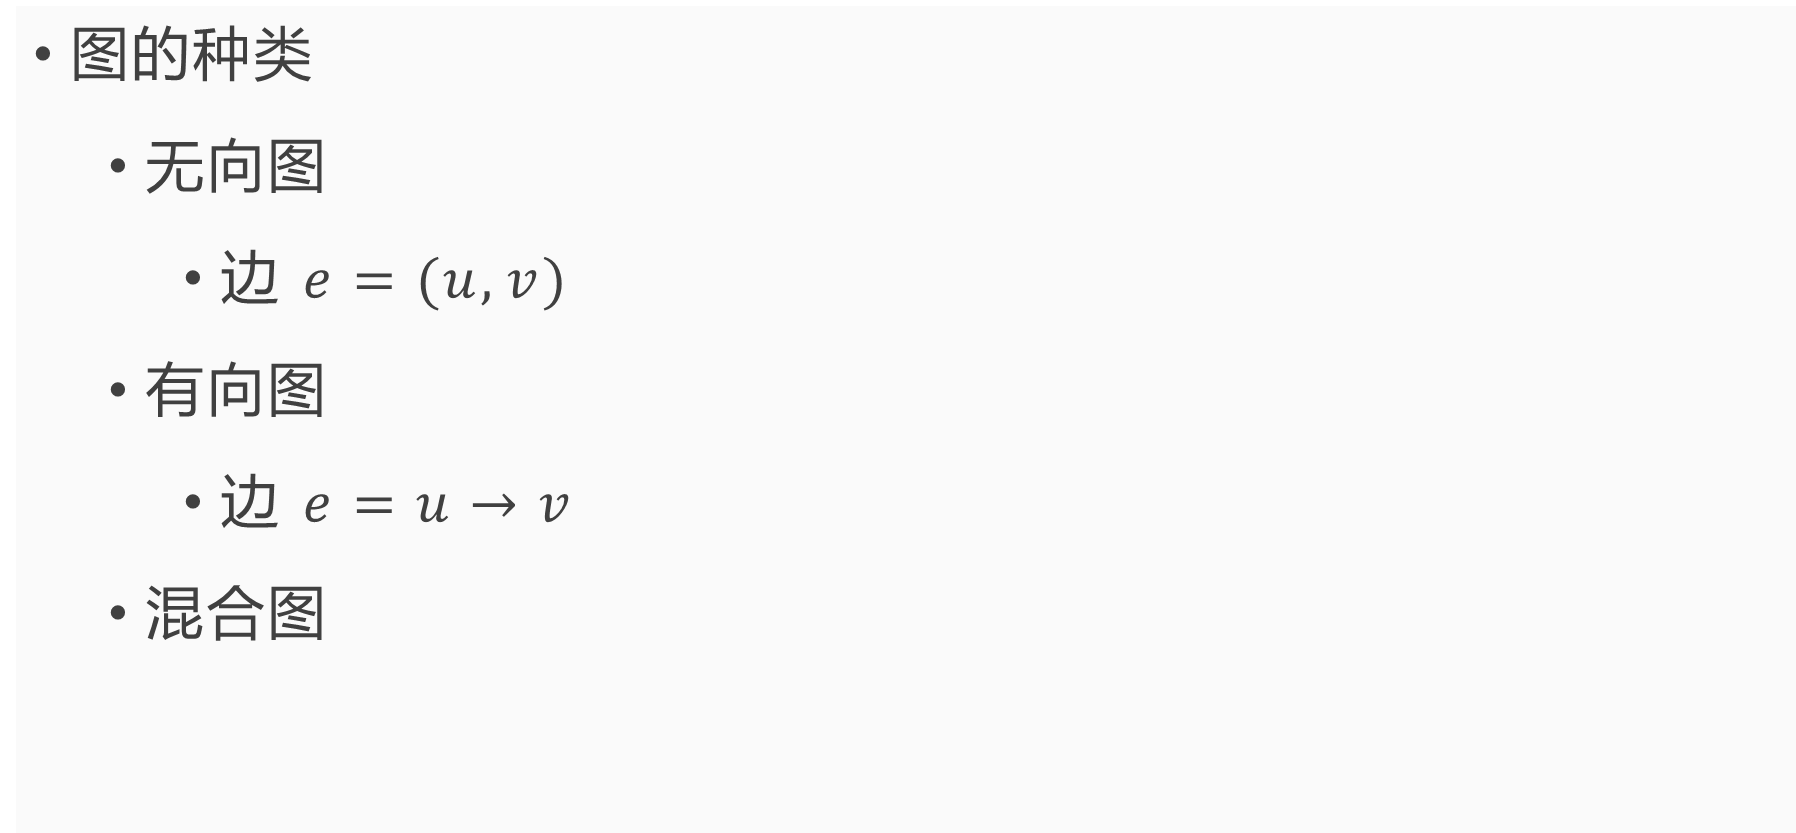 • 图的种类
• 无向图
• 边 e = (u, v)
• 有向图
• 边 e = u → v
• 混合图